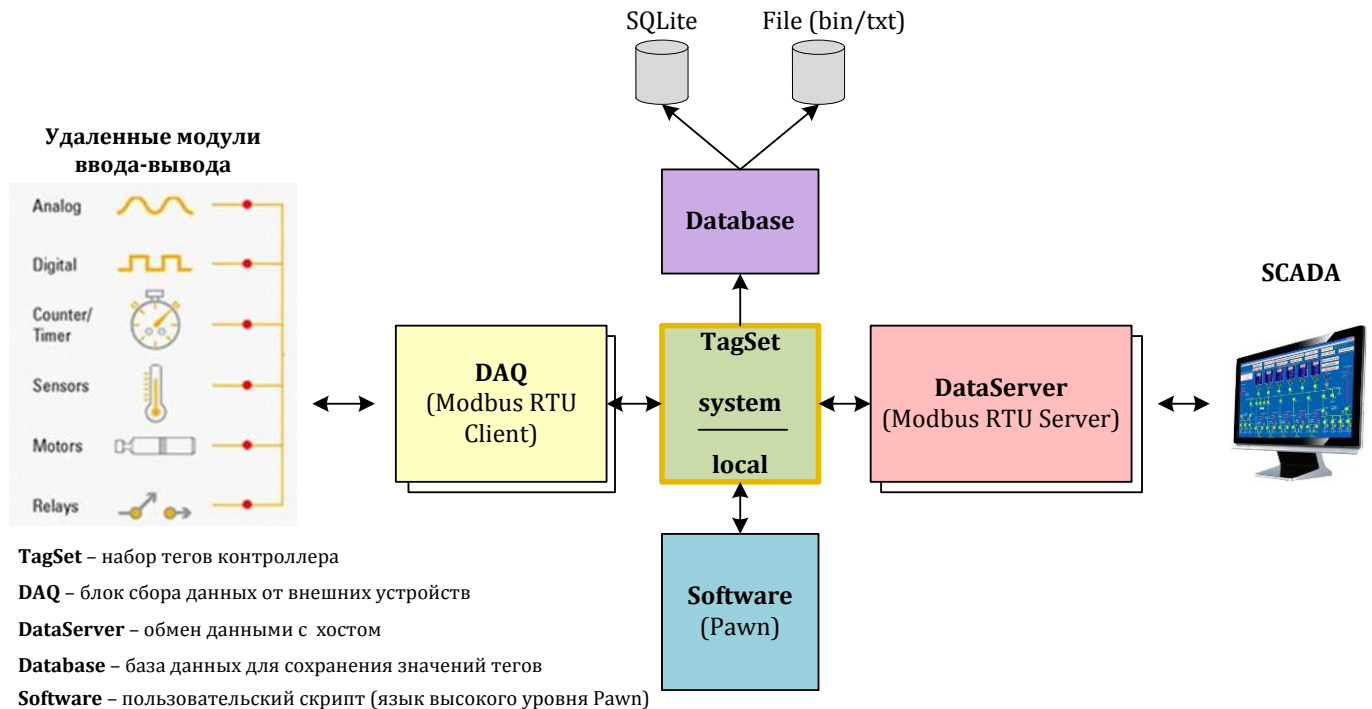 SQLite
File (bin/txt)
Удаленные модули
ввода-вывода
Analog
Digital
Counter/
Timer
Sensors
Motors
Relays
Database
DAQ
(Modbus RTU
Client)
TagSet
system
local
DataServer
(Modbus RTU Server)
SCADA
Software
(Pawn)
TagSet – набор тегов контроллера
DAQ – блок сбора данных от внешних устройств
DataServer – обмен данными с хостом
Database – база данных для сохранения значений тегов
Software – пользовательский скрипт (язык высокого уровня Pawn)